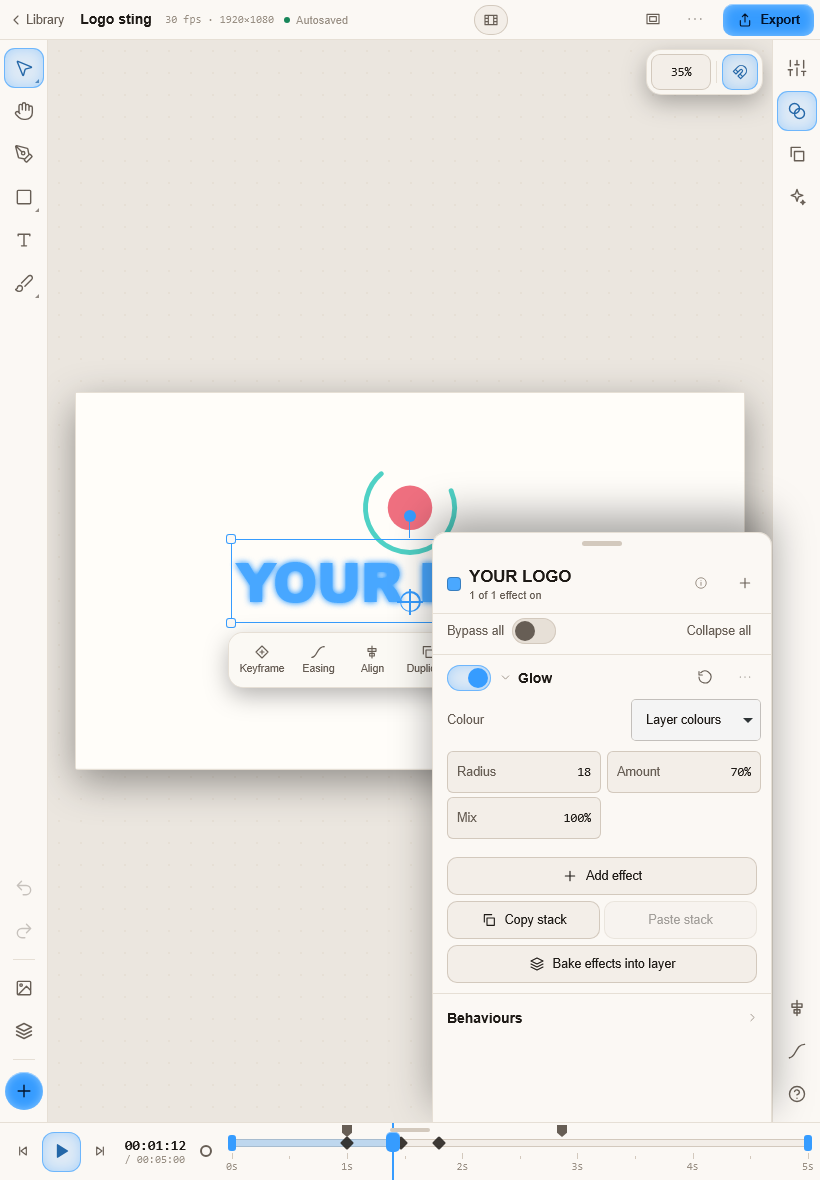 Library Logo sting 30 fps · 1920×1080 Autosaved Export
35%
YOUR
Keyframe Easing Align
YOUR LOGO
1 of 1 effect on
Bypass all Collapse all
Glow
Colour Layer colours
Radius 18 Amount 70%
Mix 100%
Add effect
Copy stack Paste stack
Bake effects into layer
Behaviours
00:01:12
/ 00:05:00
0s 1s 2s 3s 4s 5s